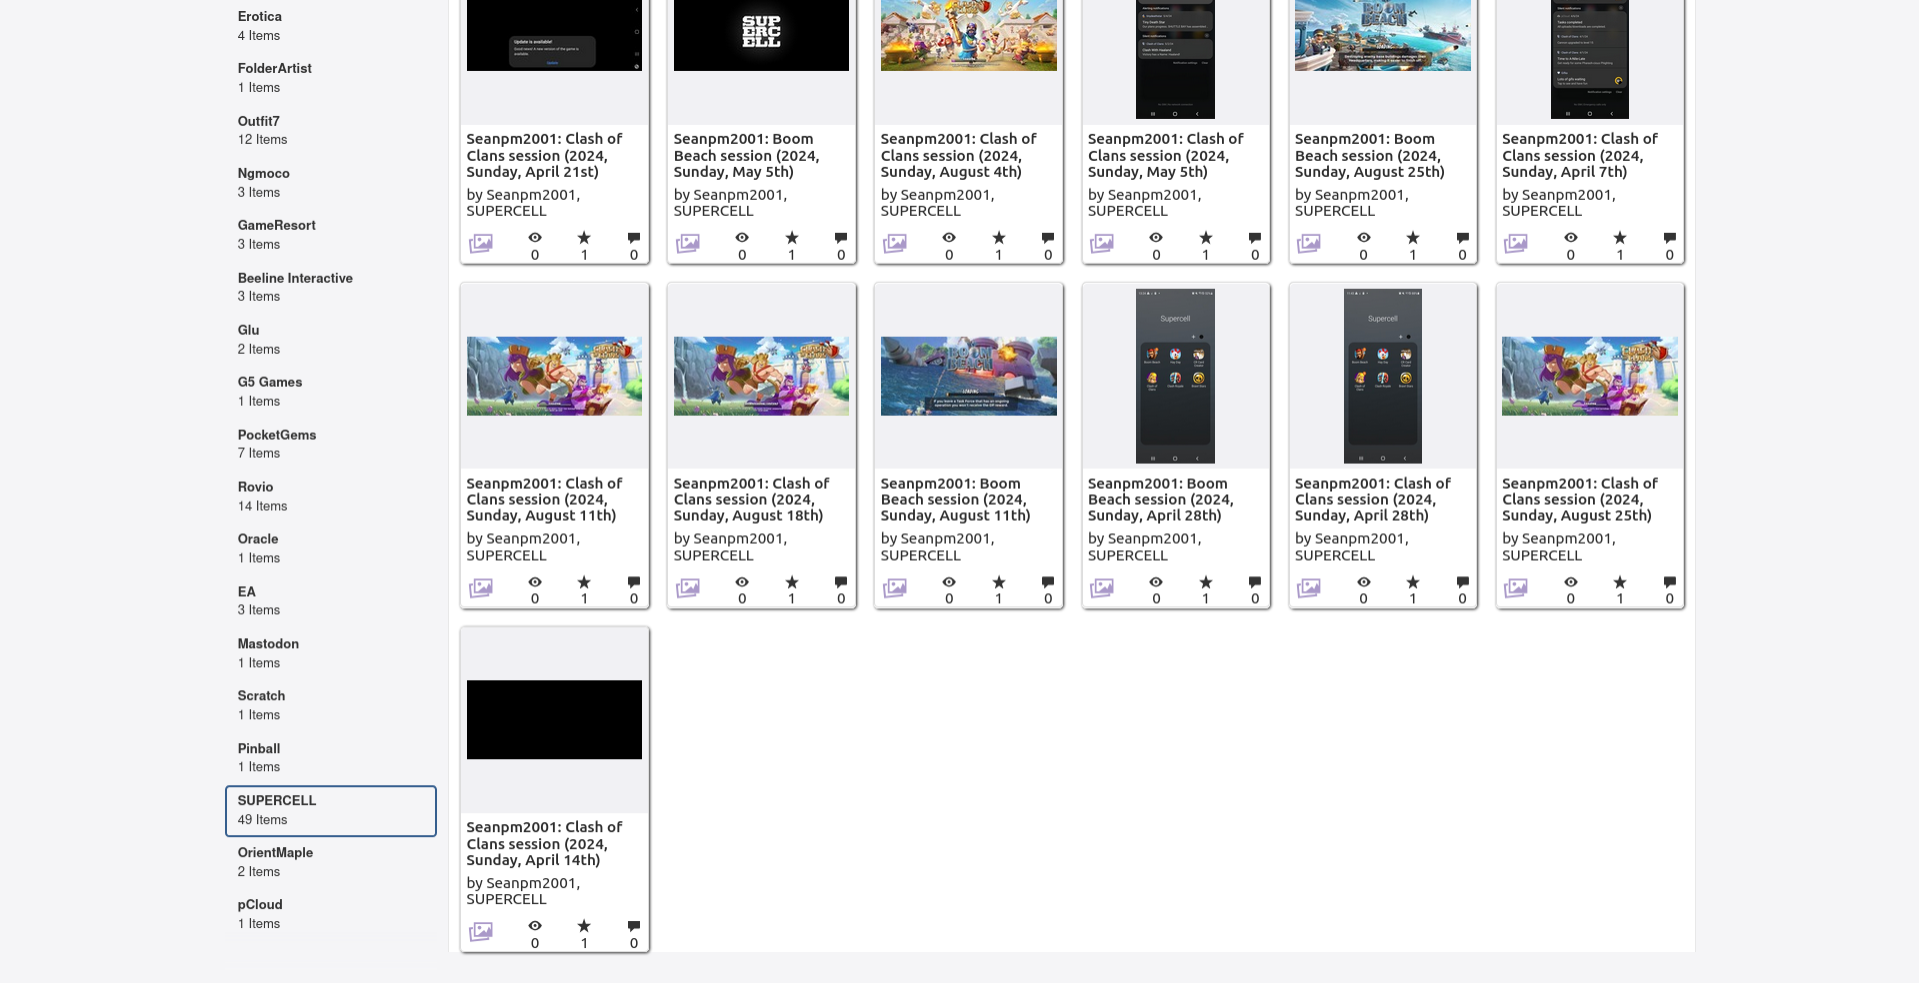 Erotica
4 Items
FolderArtist
1 Items
Outfit7
12 Items
Ngmoco
3 Items
GameResort
3 Items
Beeline Interactive
3 Items
Glu
2 Items
G5 Games
1 Items
PocketGems
7 Items
Rovio
14 Items
Oracle
1 Items
EA
3 Items
Mastodon
1 Items
Scratch
1 Items
Pinball
1 Items
SUPERCELL
49 Items
OrientMaple
2 Items
pCloud
1 Items
Update is available!
SUP
ERC
ELL
BOOM
BEACH
Seanpm2001: Clash of
Clans session (2024,
Sunday, April 21st)
by Seanpm2001,
SUPERCELL
0 1 0
Seanpm2001: Boom
Beach session (2024,
Sunday, May 5th)
by Seanpm2001,
SUPERCELL
0 1 0
Seanpm2001: Clash of
Clans session (2024,
Sunday, August 4th)
by Seanpm2001,
SUPERCELL
0 1 0
Seanpm2001: Clash of
Clans session (2024,
Sunday, May 5th)
by Seanpm2001,
SUPERCELL
0 1 0
Seanpm2001: Boom
Beach session (2024,
Sunday, August 25th)
by Seanpm2001,
SUPERCELL
0 1 0
Seanpm2001: Clash of
Clans session (2024,
Sunday, April 7th)
by Seanpm2001,
SUPERCELL
0 1 0
Seanpm2001: Clash of
Clans session (2024,
Sunday, August 11th)
by Seanpm2001,
SUPERCELL
0 1 0
Seanpm2001: Clash of
Clans session (2024,
Sunday, August 18th)
by Seanpm2001,
SUPERCELL
0 1 0
BOOM
BEACH
Seanpm2001: Boom
Beach session (2024,
Sunday, August 11th)
by Seanpm2001,
SUPERCELL
0 1 0
Supercell
Seanpm2001: Boom
Beach session (2024,
Sunday, April 28th)
by Seanpm2001,
SUPERCELL
0 1 0
Supercell
Seanpm2001: Clash of
Clans session (2024,
Sunday, April 28th)
by Seanpm2001,
SUPERCELL
0 1 0
Seanpm2001: Clash of
Clans session (2024,
Sunday, August 25th)
by Seanpm2001,
SUPERCELL
0 1 0
Seanpm2001: Clash of
Clans session (2024,
Sunday, April 14th)
by Seanpm2001,
SUPERCELL
0 1 0